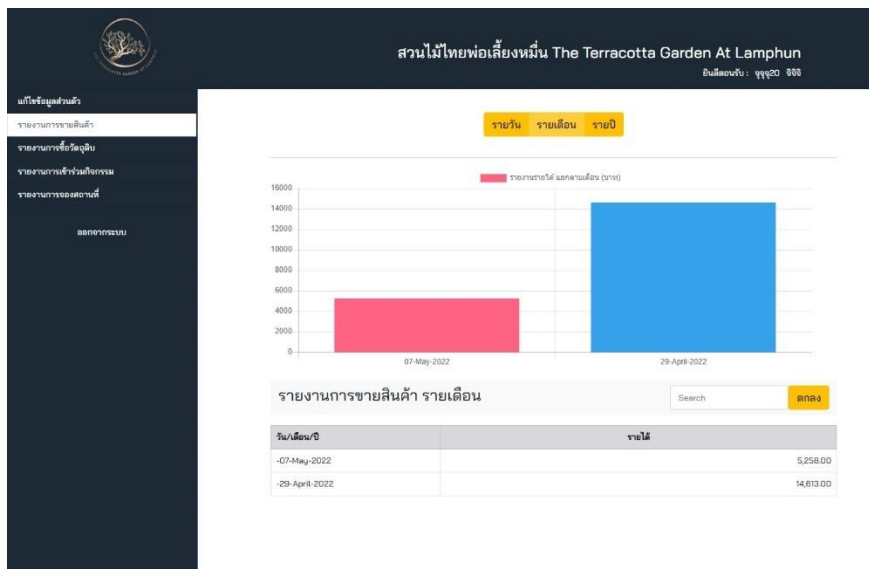 สวนไม้ไทยพ่อเลี้ยงหมื่น The Terracotta Garden At Lamphun
ยินดีตอนรับ : จุจุจุ20 จิจิจิ
แก้ไขข้อมูลส่วนตัว
รายงานการขายสินค้า
รายงานการซื้อวัตถุดิบ
รายงานการเข้าร่วมกิจกรรม
รายงานการจองสถานที่
ออกจากระบบ
รายวัน รายเดือน รายปี
รายงานรายได้ แยกตามเดือน (บาท)
16000
14000
12000
10000
8000
6000
4000
2000
0
07-May-2022 29-April-2022
รายงานการขายสินค้า รายเดือน Search ตกลง
วัน/เดือน/ปี รายได้
-07-May-2022 5,258.00
-29-April-2022 14,613.00